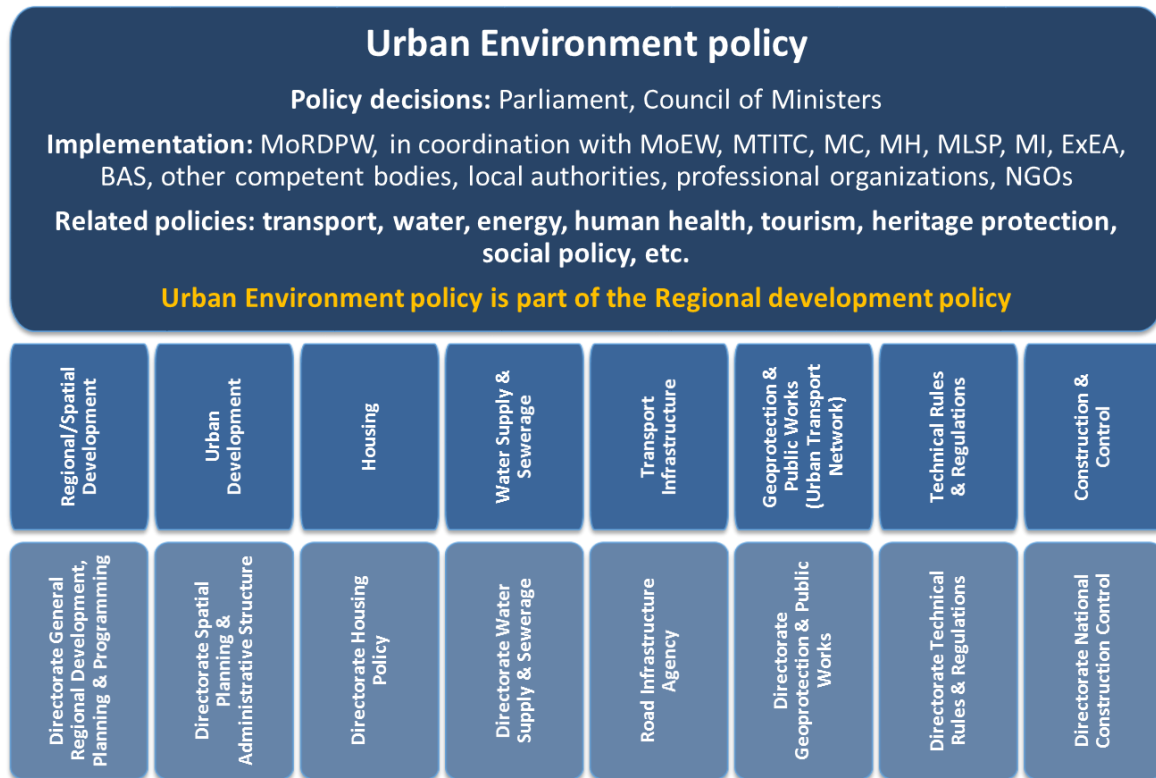 Urban Environment policy
Policy decisions: Parliament, Council of Ministers
Implementation: MoRDPW, in coordination with MoEW, MTITC, MC, MH, MLSP, MI, ExEA,
BAS, other competent bodies, local authorities, professional organizations, NGOs
Related policies: transport, water, energy, human health, tourism, heritage protection,
social policy, etc.
Urban Environment policy is part of the Regional development policy
Regional/Spatial
Development
Urban
Development
Housing
Water Supply &
Sewerage
Transport
Infrastructure
Geoprotection &
Public Works
(Urban Transport
Network)
Technical Rules
& Regulations
Construction &
Control
Directorate General
Regional Development,
Planning & Programming
Directorate Spatial
Planning &
Administrative Structure
Directorate Housing
Policy
Directorate Water
Supply & Sewerage
Road Infrastructure
Agency
Directorate
Geoprotection & Public
Works
Directorate Technical
Rules & Regulations
Directorate National
Construction Control